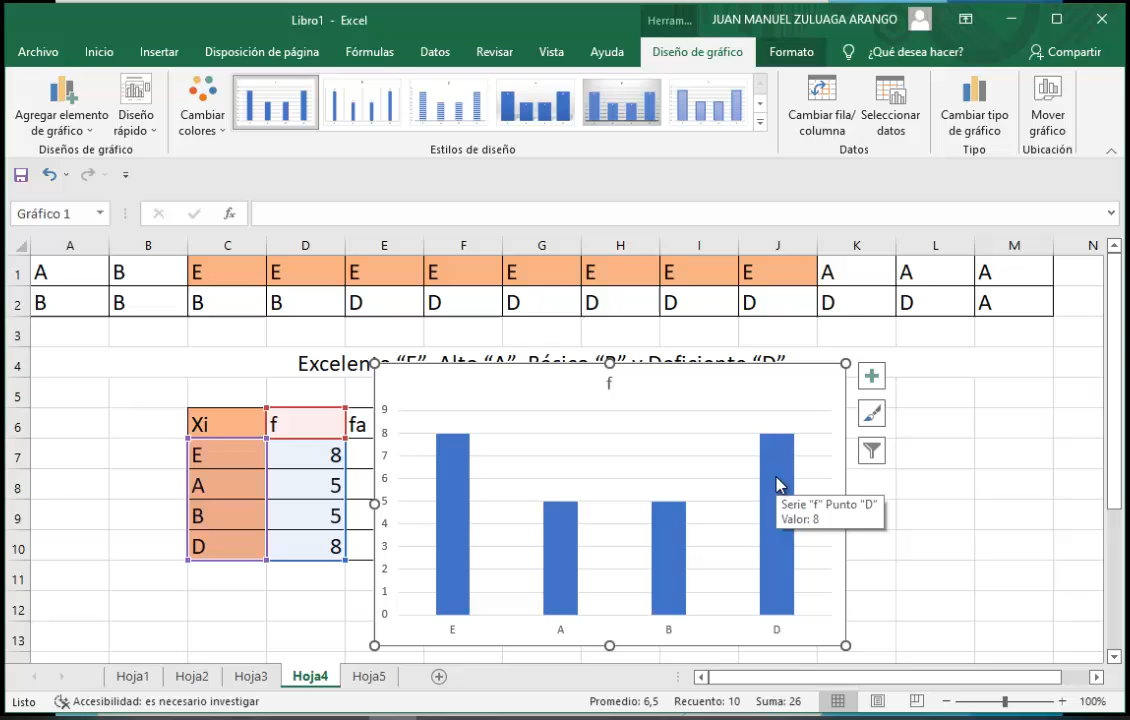 Libro1 - Excel
Herram...
JUAN MANUEL ZULUAGA ARANGO
Archivo Inicio Insertar Disposición de página Fórmulas Datos Revisar Vista Ayuda Diseño de gráfico Formato ¿Qué desea hacer? Compartir
Agregar elemento de gráfico
Diseño rápido
Cambiar colores
Cambiar fila/ columna
Seleccionar datos
Cambiar tipo de gráfico
Mover gráfico
Diseños de gráfico Estilos de diseño Datos Tipo Ubicación
Gráfico 1 fx
A B C D E F G H I J K L M N
1 A B E E E E E E E E A A A
2 B B B B D D D D D D D D A
3
4 Excelente “E”, Alto “A”, Básico “B” y Deficiente “D”
5
6 Xi f fa
7 E 8
8 A 5
9 B 5
10 D 8
11
12
13
f
9
8
7
6
5
4
3
2
1
0
E A B D
Serie "f" Punto "D"
Valor: 8
Hoja1 Hoja2 Hoja3 Hoja4 Hoja5
Listo Accesibilidad: es necesario investigar Promedio: 6,5 Recuento: 10 Suma: 26 100%